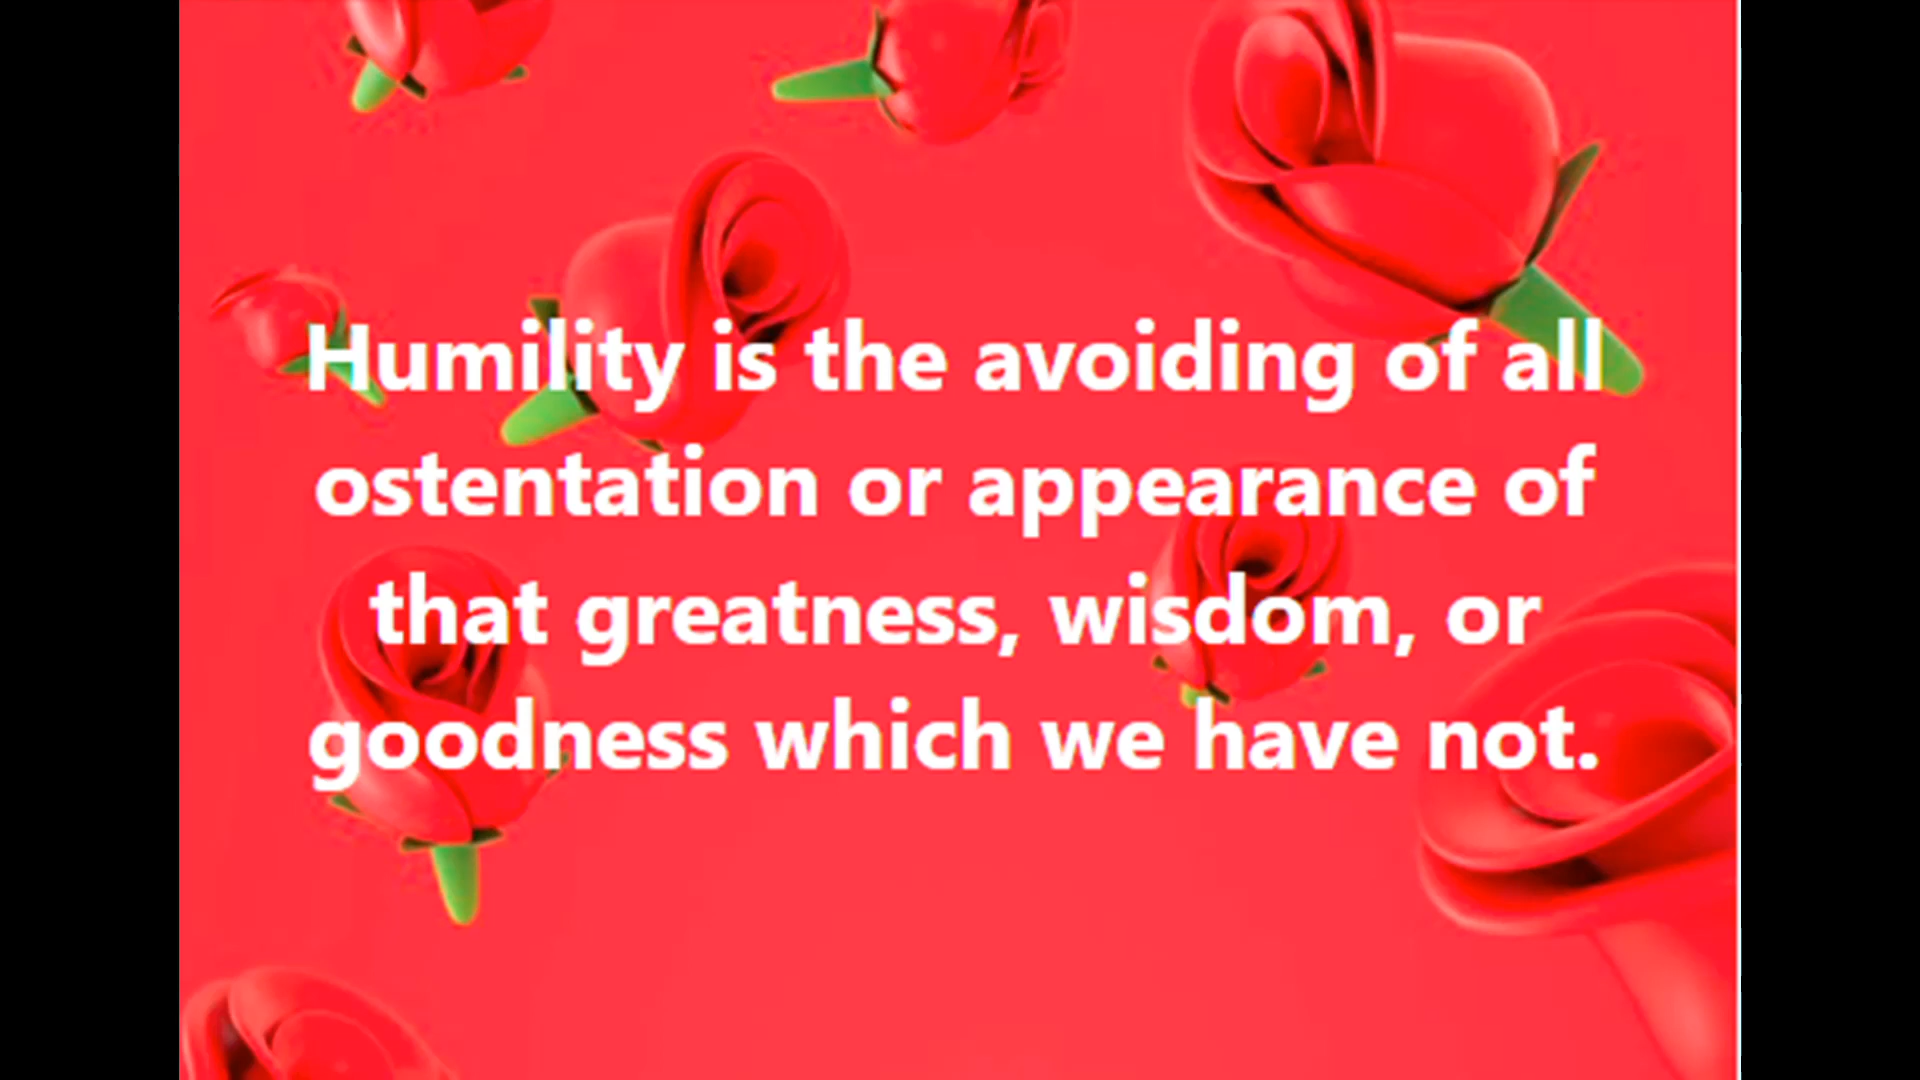 Humility is the avoiding of all
ostentation or appearance of
that greatness, wisdom, or
goodness which we have not.